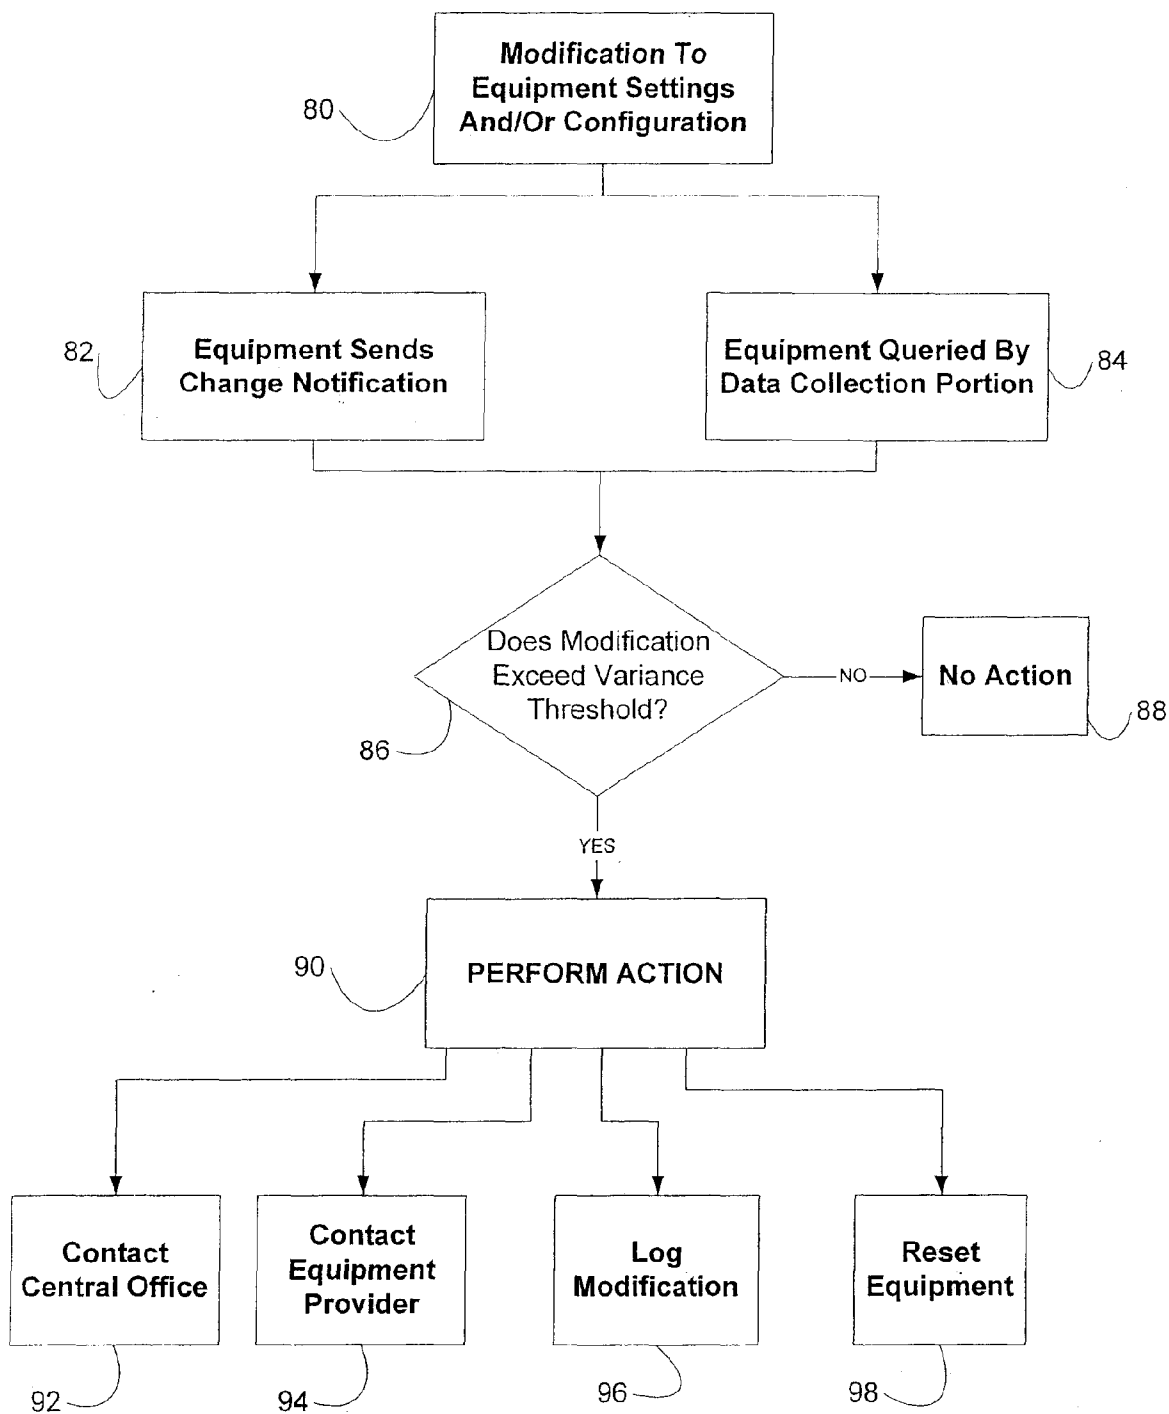 Modification To
Equipment Settings
And/Or Configuration
80
Equipment Sends
Change Notification
82
Equipment Queried By
Data Collection Portion
84
Does Modification
Exceed Variance
Threshold?
86
NO
No Action
88
YES
PERFORM ACTION
90
Contact
Central Office
92
Contact
Equipment
Provider
94
Log
Modification
96
Reset
Equipment
98